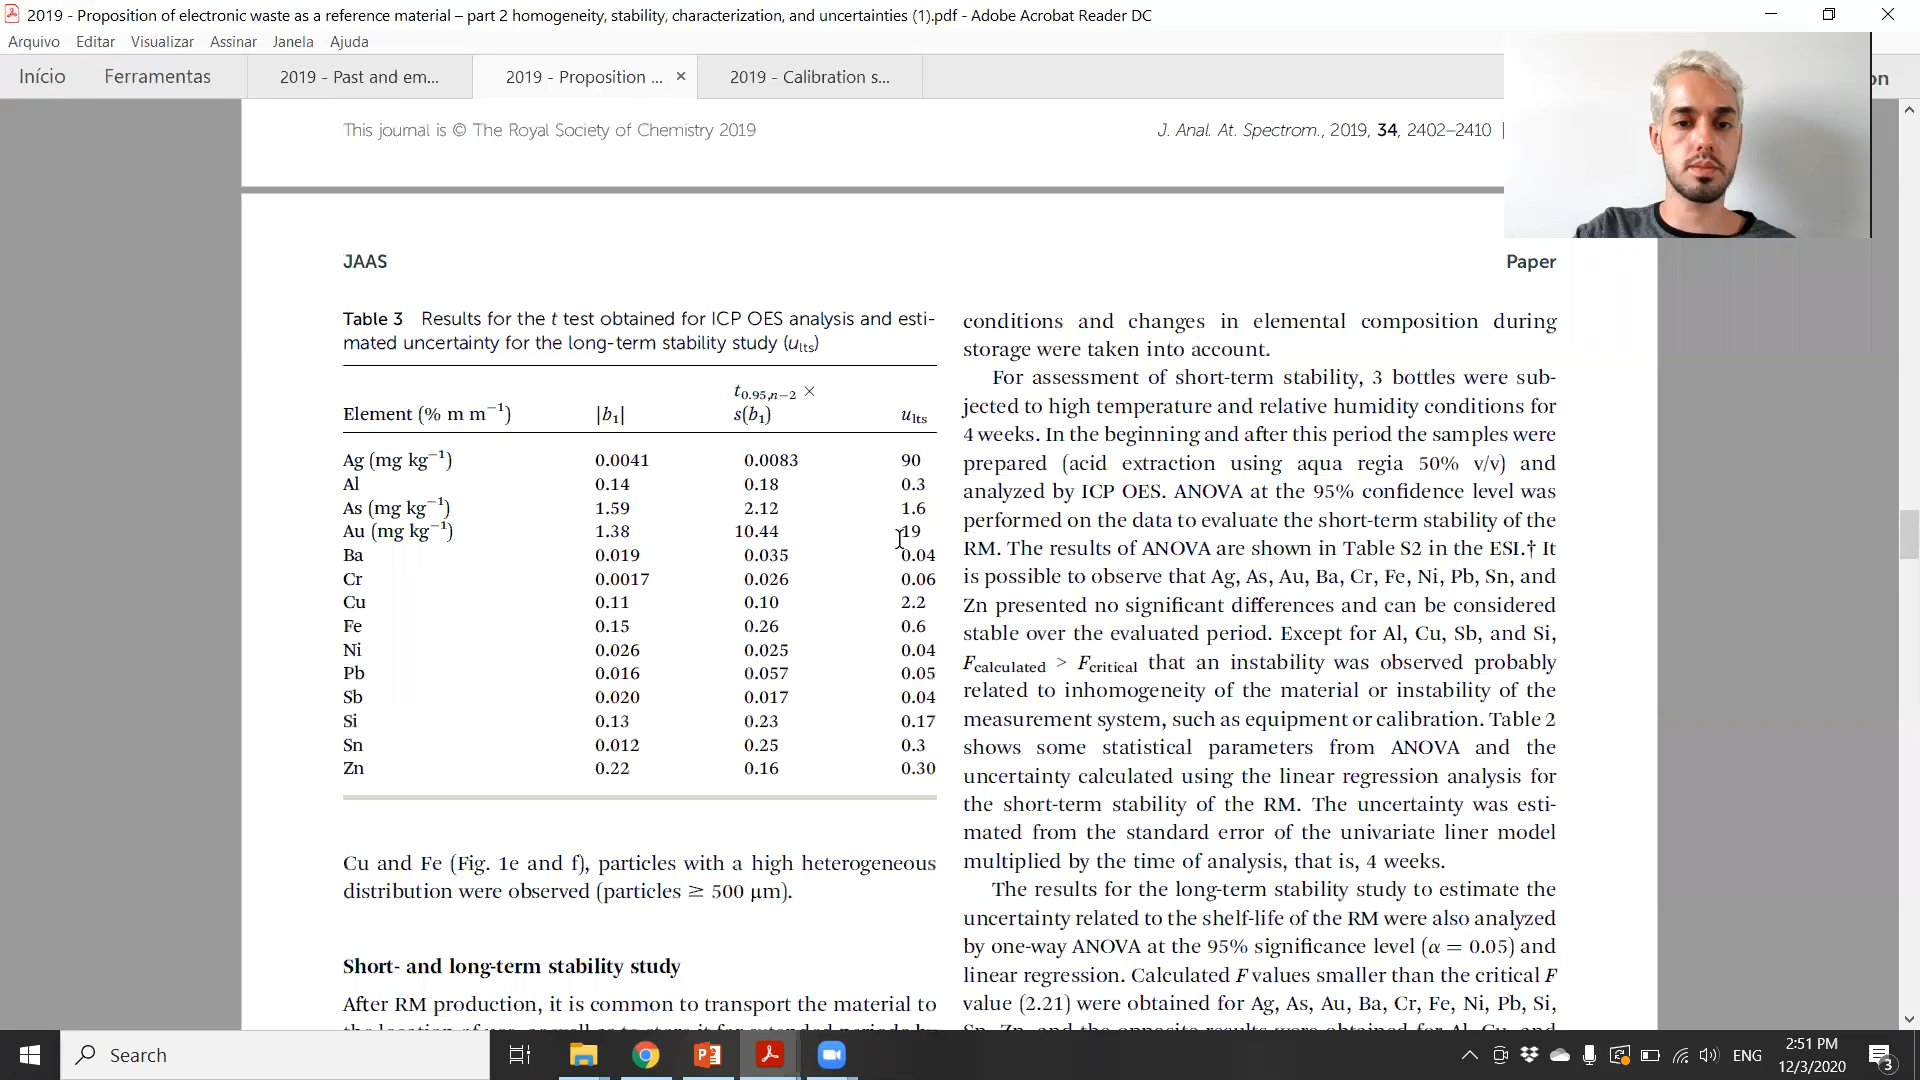 2019 - Proposition of electronic waste as a reference material – part 2 homogeneity, stability, characterization, and uncertainties (1).pdf - Adobe Acrobat Reader DC
Arquivo Editar Visualizar Assinar Janela Ajuda
Início Ferramentas 2019 - Past and em... 2019 - Proposition ... × 2019 - Calibration s... on
This journal is © The Royal Society of Chemistry 2019 J. Anal. At. Spectrom., 2019, 34, 2402–2410 |
JAAS Paper
Table 3 Results for the t test obtained for ICP OES analysis and esti-
mated uncertainty for the long-term stability study (ults)
Element (% m m−1) |b1| t0.95,n−2 × s(b1) ults
Ag (mg kg−1) 0.0041 0.0083 90
Al 0.14 0.18 0.3
As (mg kg−1) 1.59 2.12 1.6
Au (mg kg−1) 1.38 10.44 19
Ba 0.019 0.035 0.04
Cr 0.0017 0.026 0.06
Cu 0.11 0.10 2.2
Fe 0.15 0.26 0.6
Ni 0.026 0.025 0.04
Pb 0.016 0.057 0.05
Sb 0.020 0.017 0.04
Si 0.13 0.23 0.17
Sn 0.012 0.25 0.3
Zn 0.22 0.16 0.30
Cu and Fe (Fig. 1e and f), particles with a high heterogeneous
distribution were observed (particles ≥ 500 μm).
Short- and long-term stability study
After RM production, it is common to transport the material to
conditions and changes in elemental composition during
storage were taken into account.
For assessment of short-term stability, 3 bottles were sub-
jected to high temperature and relative humidity conditions for
4 weeks. In the beginning and after this period the samples were
prepared (acid extraction using aqua regia 50% v/v) and
analyzed by ICP OES. ANOVA at the 95% confidence level was
performed on the data to evaluate the short-term stability of the
RM. The results of ANOVA are shown in Table S2 in the ESI.† It
is possible to observe that Ag, As, Au, Ba, Cr, Fe, Ni, Pb, Sn, and
Zn presented no significant differences and can be considered
stable over the evaluated period. Except for Al, Cu, Sb, and Si,
Fcalculated > Fcritical that an instability was observed probably
related to inhomogeneity of the material or instability of the
measurement system, such as equipment or calibration. Table 2
shows some statistical parameters from ANOVA and the
uncertainty calculated using the linear regression analysis for
the short-term stability of the RM. The uncertainty was esti-
mated from the standard error of the univariate liner model
multiplied by the time of analysis, that is, 4 weeks.
The results for the long-term stability study to estimate the
uncertainty related to the shelf-life of the RM were also analyzed
by one-way ANOVA at the 95% significance level (α = 0.05) and
linear regression. Calculated F values smaller than the critical F
value (2.21) were obtained for Ag, As, Au, Ba, Cr, Fe, Ni, Pb, Si,
Search
ENG
2:51 PM
12/3/2020
3